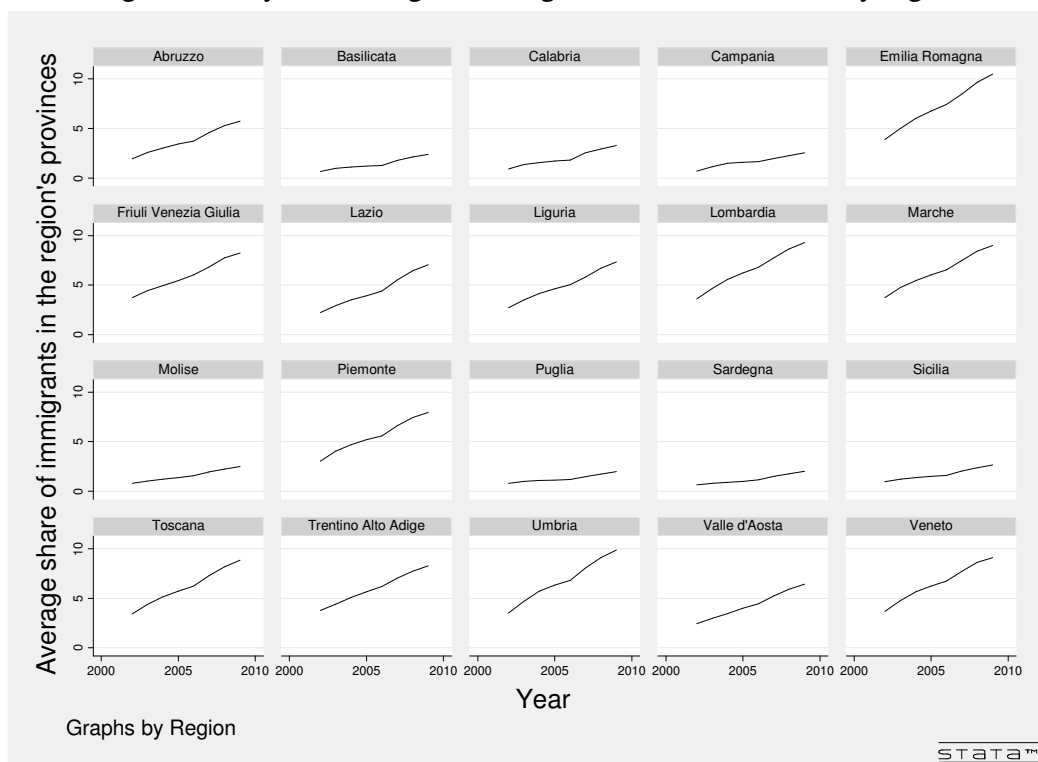 Abruzzo Basilicata Calabria Campania Emilia Romagna
10
5
0
Friuli Venezia Giulia Lazio Liguria Lombardia Marche
10
5
0
Molise Piemonte Puglia Sardegna Sicilia
10
5
0
Toscana Trentino Alto Adige Umbria Valle d'Aosta Veneto
10
5
0
2000 2005 2010 2000 2005 2010 2000 2005 2010 2000 2005 2010 2000 2005 2010
Average share of immigrants in the region's provinces
Year
Graphs by Region
STaTa™